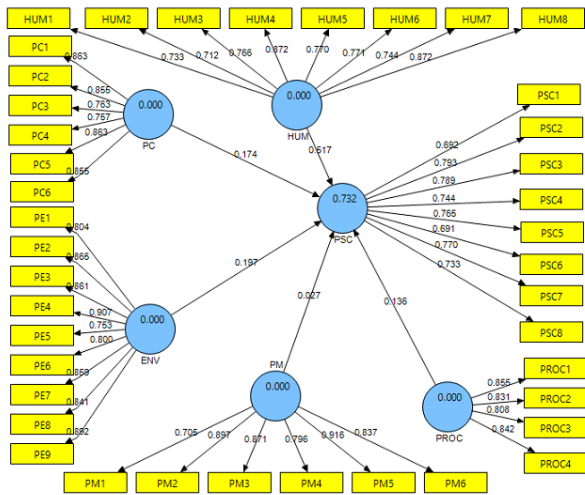 HUM1 HUM2 HUM3 HUM4 HUM5 HUM6 HUM7 HUM8
0.733 0.712 0.766 0.872 0.770 0.771 0.744 0.872
0.000
HUM
PC1
PC2
PC3
PC4
PC5
PC6
0.863
0.855
0.763
0.757
0.863
0.855
0.000
PC
0.174
0.617
PSC1
PSC2
PSC3
PSC4
PSC5
PSC6
PSC7
PSC8
0.692
0.793
0.789
0.744
0.765
0.691
0.770
0.733
0.732
PSC
PE1
PE2
PE3
PE4
PE5
PE6
PE7
PE8
PE9
0.804
0.865
0.861
0.907
0.753
0.800
0.859
0.841
0.892
0.000
ENV
0.197
0.027
0.136
PM
0.000
0.705 0.897 0.871 0.796 0.916 0.837
PM1 PM2 PM3 PM4 PM5 PM6
0.000
PROC
0.855
0.831
0.808
0.842
PROC1
PROC2
PROC3
PROC4